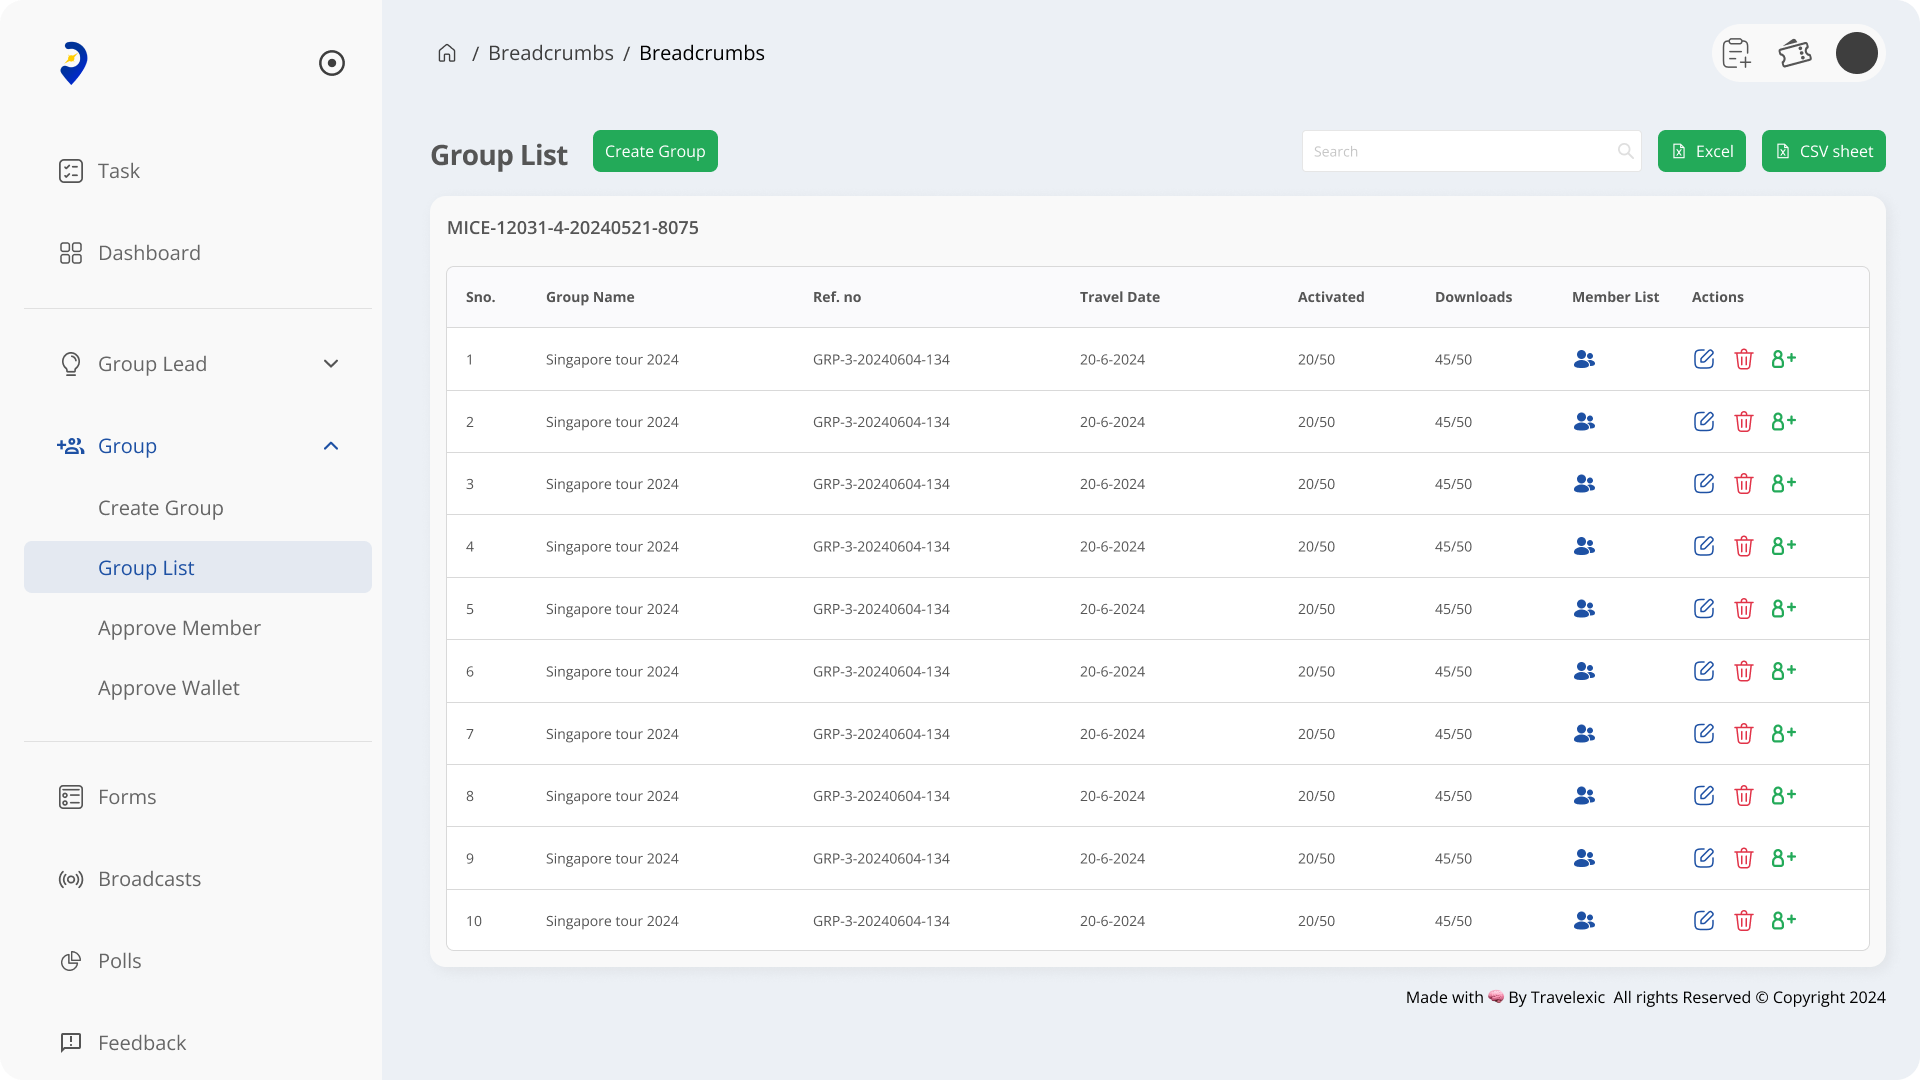 / Breadcrumbs / Breadcrumbs
Task
Dashboard
Group Lead
Group
Create Group
Group List
Approve Member
Approve Wallet
Forms
Broadcasts
Polls
Feedback
Group List
Create Group
Search
Excel
CSV sheet
MICE-12031-4-20240521-8075
Sno. Group Name Ref. no Travel Date Activated Downloads Member List Actions
1 Singapore tour 2024 GRP-3-20240604-134 20-6-2024 20/50 45/50
2 Singapore tour 2024 GRP-3-20240604-134 20-6-2024 20/50 45/50
3 Singapore tour 2024 GRP-3-20240604-134 20-6-2024 20/50 45/50
4 Singapore tour 2024 GRP-3-20240604-134 20-6-2024 20/50 45/50
5 Singapore tour 2024 GRP-3-20240604-134 20-6-2024 20/50 45/50
6 Singapore tour 2024 GRP-3-20240604-134 20-6-2024 20/50 45/50
7 Singapore tour 2024 GRP-3-20240604-134 20-6-2024 20/50 45/50
8 Singapore tour 2024 GRP-3-20240604-134 20-6-2024 20/50 45/50
9 Singapore tour 2024 GRP-3-20240604-134 20-6-2024 20/50 45/50
10 Singapore tour 2024 GRP-3-20240604-134 20-6-2024 20/50 45/50
Made with 🧠 By Travelexic All rights Reserved © Copyright 2024